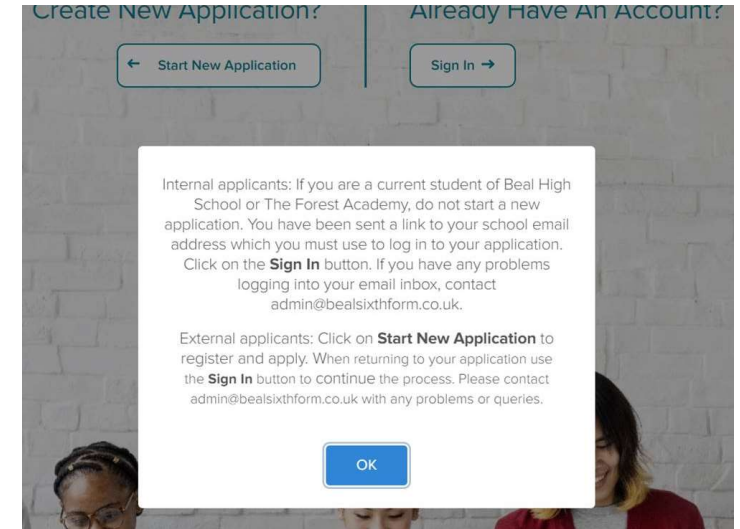 Create New Application?
Already Have An Account?
← Start New Application
Sign In →
Internal applicants: If you are a current student of Beal High
School or The Forest Academy, do not start a new
application. You have been sent a link to your school email
address which you must use to log in to your application.
Click on the Sign In button. If you have any problems
logging into your email inbox, contact
admin@bealsixthform.co.uk.
External applicants: Click on Start New Application to
register and apply. When returning to your application use
the Sign In button to continue the process. Please contact
admin@bealsixthform.co.uk with any problems or queries.
OK